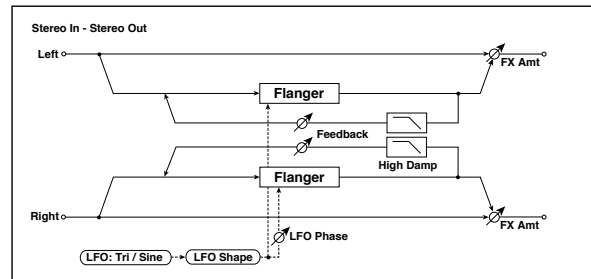 Stereo In - Stereo Out
Left
FX Amt
Flanger
Feedback
High Damp
Flanger
Right
FX Amt
LFO Phase
LFO: Tri / Sine
LFO Shape